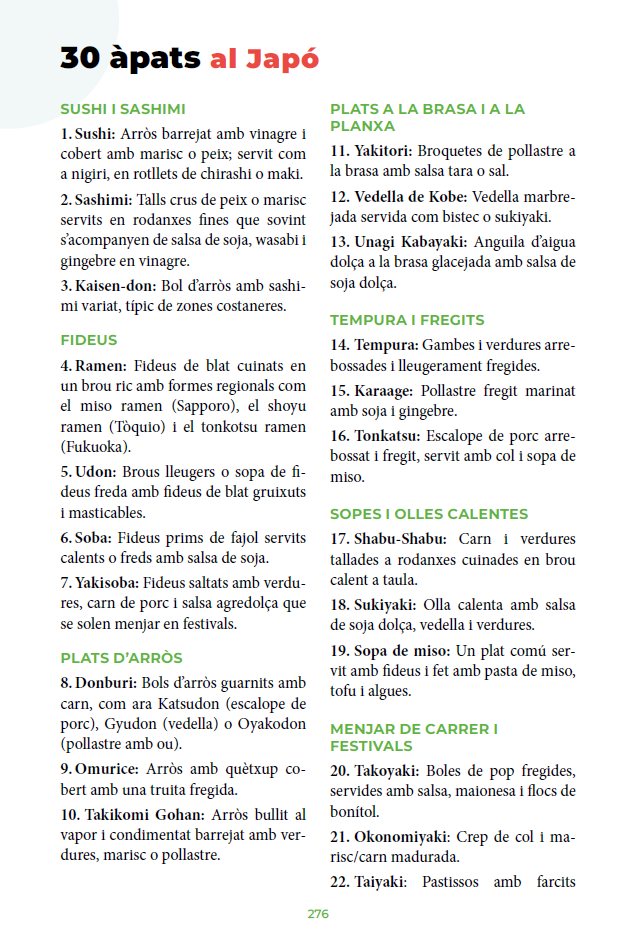 30 àpats al Japó
SUSHI I SASHIMI
1. Sushi: Arròs barrejat amb vinagre i
cobert amb marisc o peix; servit com
a nigiri, en rotllets de chirashi o maki.
2. Sashimi: Talls crus de peix o marisc
servits en rodanxes fines que sovint
s’acompanyen de salsa de soja, wasabi i
gingebre en vinagre.
3. Kaisen-don: Bol d’arròs amb sashi-
mi variat, típic de zones costaneres.
FIDEUS
4. Ramen: Fideus de blat cuinats en
un brou ric amb formes regionals com
el miso ramen (Sapporo), el shoyu
ramen (Tòquio) i el tonkotsu ramen
(Fukuoka).
5. Udon: Brous lleugers o sopa de fi-
deus freda amb fideus de blat gruixuts
i masticables.
6. Soba: Fideus prims de fajol servits
calents o freds amb salsa de soja.
7. Yakisoba: Fideus saltats amb verdu-
res, carn de porc i salsa agredolça que
se solen menjar en festivals.
PLATS D’ARRÒS
8. Donburi: Bols d’arròs guarnits amb
carn, com ara Katsudon (escalope de
porc), Gyudon (vedella) o Oyakodon
(pollastre amb ou).
9. Omurice: Arròs amb quètxup co-
bert amb una truita fregida.
10. Takikomi Gohan: Arròs bullit al
vapor i condimentat barrejat amb ver-
dures, marisc o pollastre.
PLATS A LA BRASA I A LA
PLANXA
11. Yakitori: Broquetes de pollastre a
la brasa amb salsa tara o sal.
12. Vedella de Kobe: Vedella marbre-
jada servida com bistec o sukiyaki.
13. Unagi Kabayaki: Anguila d’aigua
dolça a la brasa glacejada amb salsa de
soja dolça.
TEMPURA I FREGITS
14. Tempura: Gambes i verdures arre-
bossades i lleugerament fregides.
15. Karaage: Pollastre fregit marinat
amb soja i gingebre.
16. Tonkatsu: Escalope de porc arre-
bossat i fregit, servit amb col i sopa de
miso.
SOPES I OLLES CALENTES
17. Shabu-Shabu: Carn i verdures
tallades a rodanxes cuinades en brou
calent a taula.
18. Sukiyaki: Olla calenta amb salsa
de soja dolça, vedella i verdures.
19. Sopa de miso: Un plat comú ser-
vit amb fideus i fet amb pasta de miso,
tofu i algues.
MENJAR DE CARRER I
FESTIVALS
20. Takoyaki: Boles de pop fregides,
servides amb salsa, maionesa i flocs de
bonítol.
21. Okonomiyaki: Crep de col i ma-
risc/carn madurada.
22. Taiyaki: Pastissos amb farcits
276